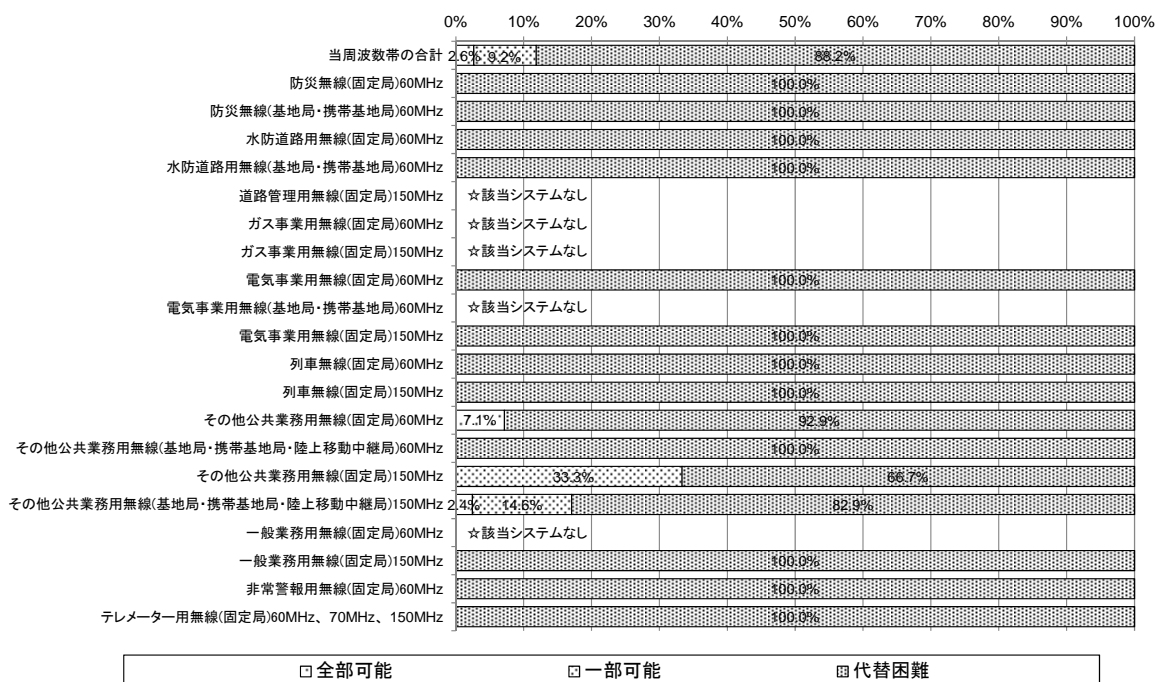 0% 10% 20% 30% 40% 50% 60% 70% 80% 90% 100%
当周波数帯の合計 2.6% 9.2% 88.2%
防災無線(固定局)60MHz 100.0%
防災無線(基地局・携帯基地局)60MHz 100.0%
水防道路用無線(固定局)60MHz 100.0%
水防道路用無線(基地局・携帯基地局)60MHz 100.0%
道路管理用無線(固定局)150MHz ☆該当システムなし
ガス事業用無線(固定局)60MHz ☆該当システムなし
ガス事業用無線(固定局)150MHz ☆該当システムなし
電気事業用無線(固定局)60MHz 100.0%
電気事業用無線(基地局・携帯基地局)60MHz ☆該当システムなし
電気事業用無線(固定局)150MHz 100.0%
列車無線(固定局)60MHz 100.0%
列車無線(固定局)150MHz 100.0%
その他公共業務用無線(固定局)60MHz 7.1% 92.9%
その他公共業務用無線(基地局・携帯基地局・陸上移動中継局)60MHz 100.0%
その他公共業務用無線(固定局)150MHz 33.3% 66.7%
その他公共業務用無線(基地局・携帯基地局・陸上移動中継局)150MHz 2.4% 14.6% 82.9%
一般業務用無線(固定局)60MHz ☆該当システムなし
一般業務用無線(固定局)150MHz 100.0%
非常警報用無線(固定局)60MHz 100.0%
テレメーター用無線(固定局)60MHz、70MHz、150MHz 100.0%
全部可能 一部可能 代替困難